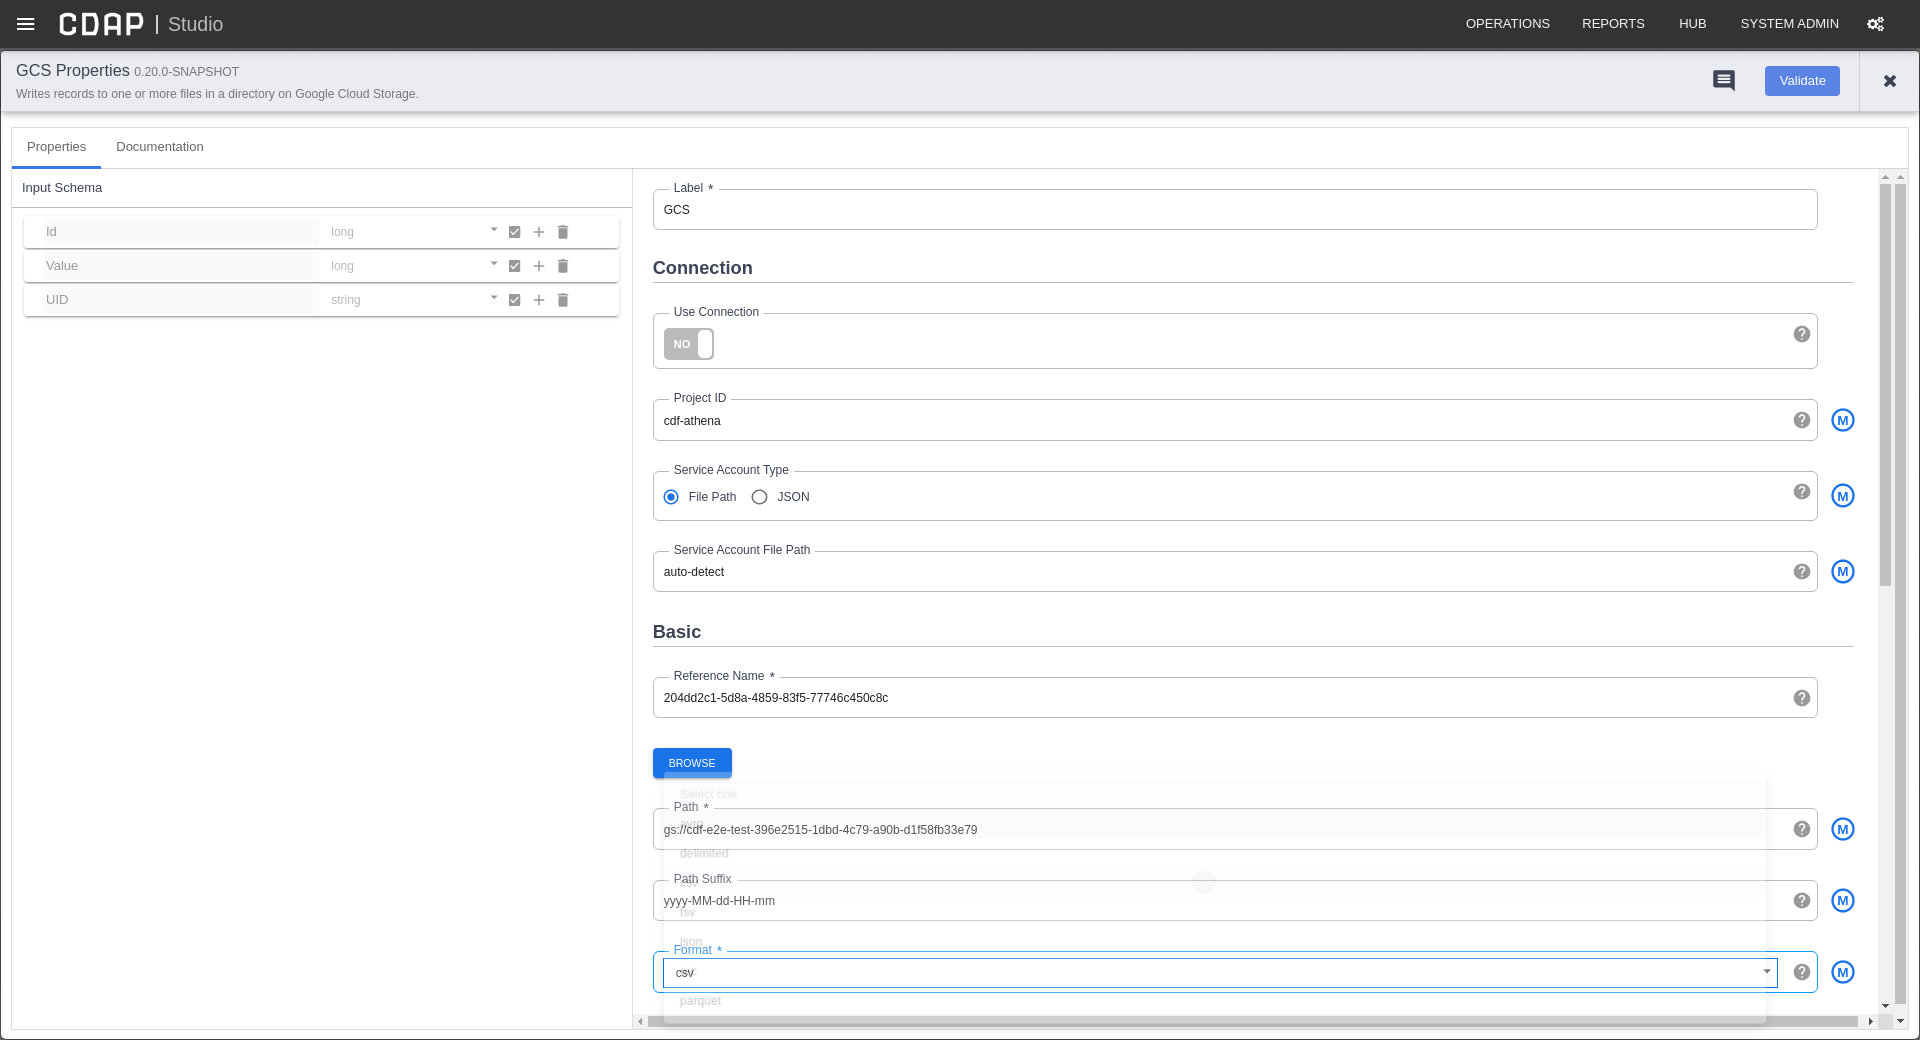 CDAP | Studio
OPERATIONS REPORTS HUB SYSTEM ADMIN
GCS Properties 0.20.0-SNAPSHOT
Writes records to one or more files in a directory on Google Cloud Storage.
Validate
Properties Documentation
Input Schema
Id long
Value long
UID string
Label *
GCS
Connection
Use Connection
NO
Project ID
cdf-athena
M
Service Account Type
File Path JSON
M
Service Account File Path
auto-detect
M
Basic
Reference Name *
204dd2c1-5d8a-4859-83f5-77746c450c8c
BROWSE
Select one
Path *
avro
gs://cdf-e2e-test-396e2515-1dbd-4c79-a90b-d1f58fb33e79
M
delimited
Path Suffix
csv
yyyy-MM-dd-HH-mm
M
tsv
json
Format *
csv
M
parquet